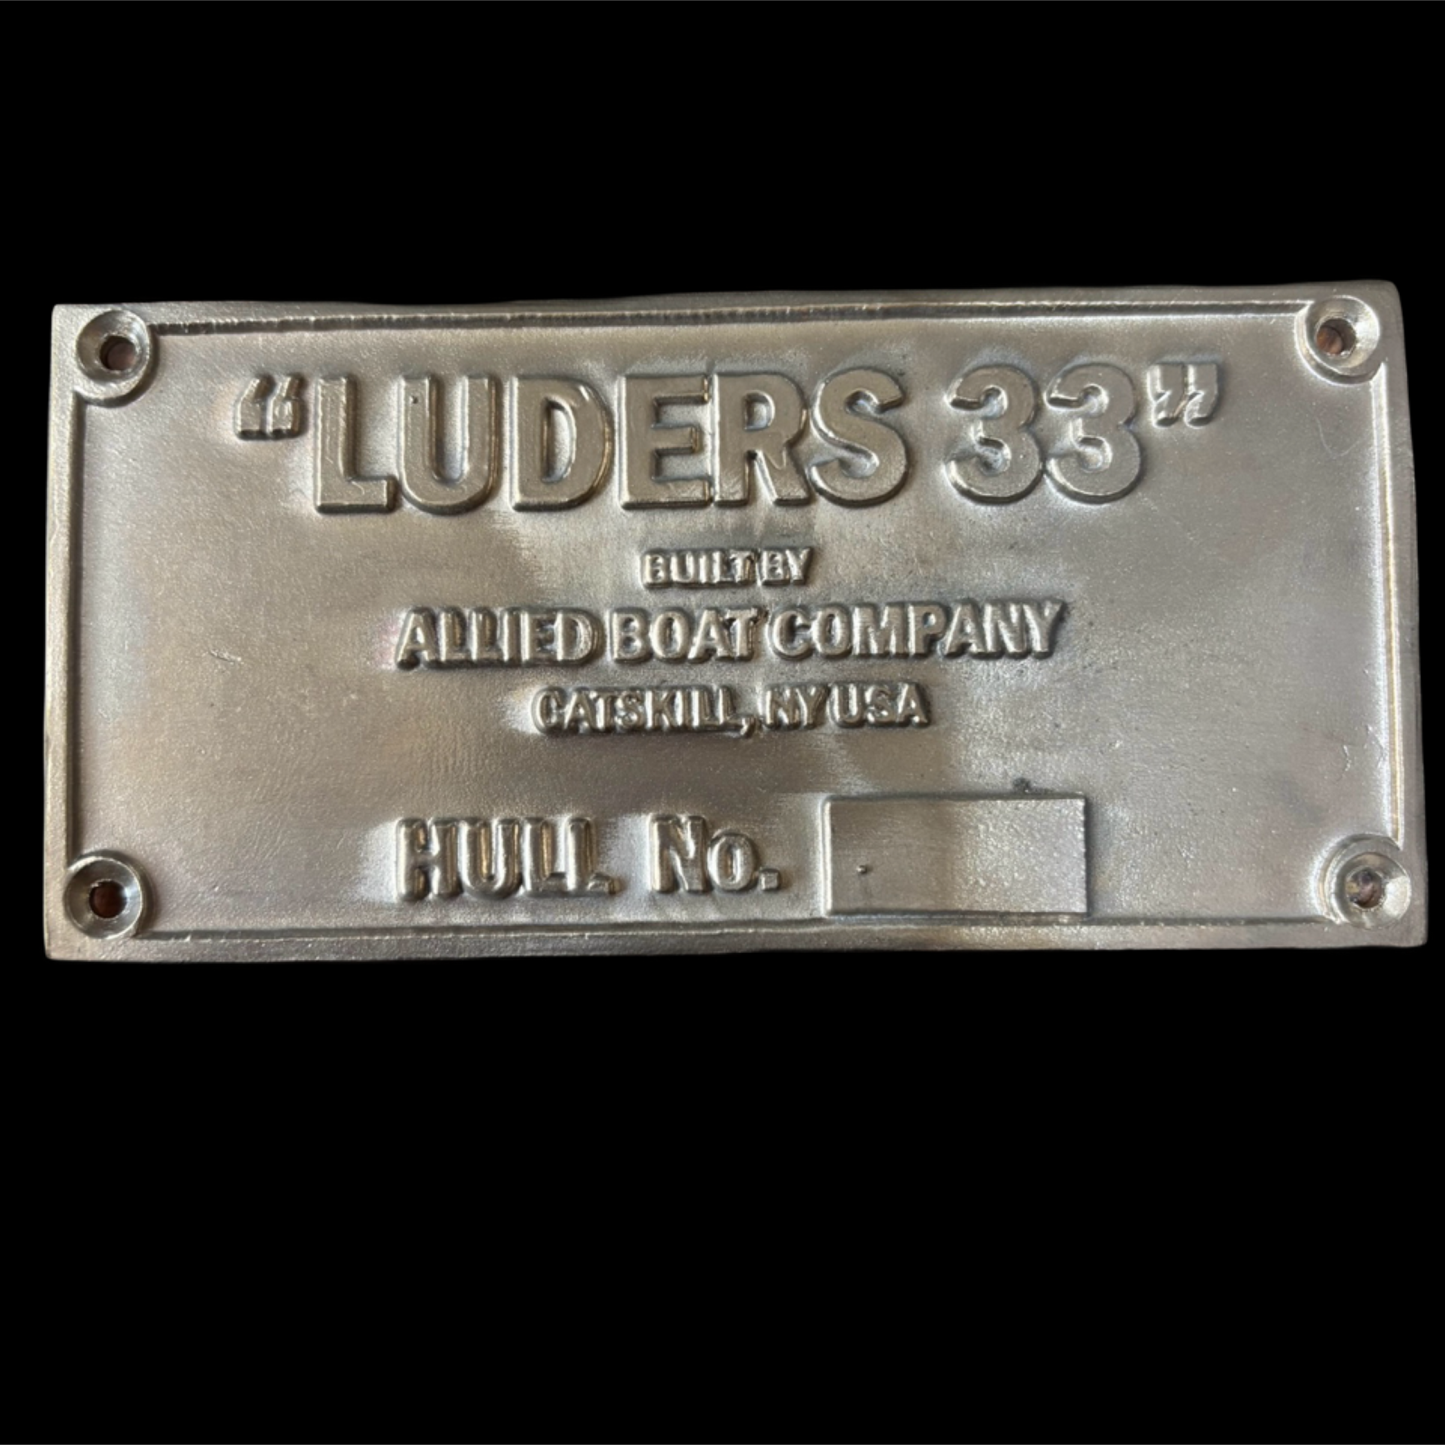 “LUDERS 33”
BUILT BY
ALLIED BOAT COMPANY
CATSKILL, NY USA
HULL No.